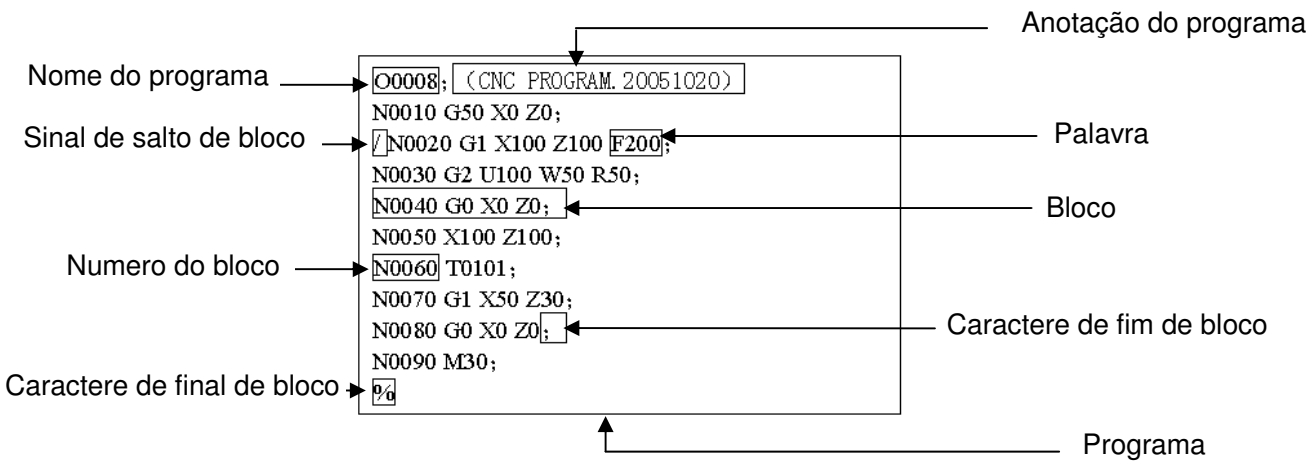 Anotação do programa
Nome do programa
O0008; (CNC PROGRAM. 20051020)
N0010 G50 X0 Z0;
Sinal de salto de bloco
/ N0020 G1 X100 Z100 F200;
Palavra
N0030 G2 U100 W50 R50;
N0040 G0 X0 Z0;
Bloco
N0050 X100 Z100;
Numero do bloco
N0060 T0101;
N0070 G1 X50 Z30;
N0080 G0 X0 Z0;
Caractere de fim de bloco
N0090 M30;
Caractere de final de bloco
%
Programa